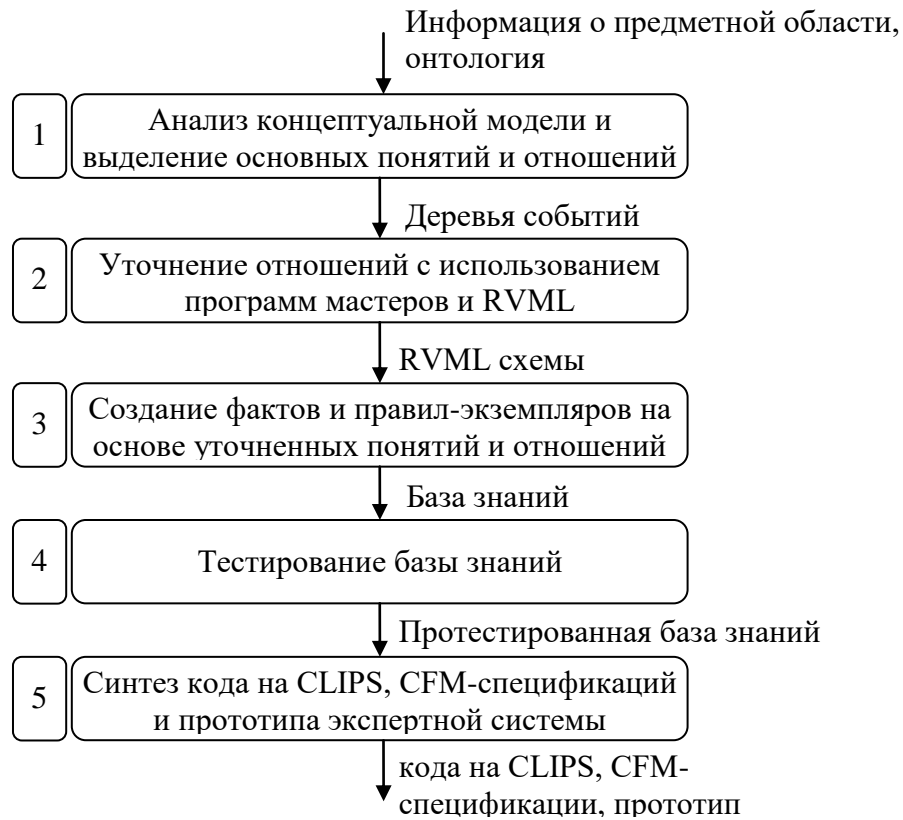 Информация о предметной области,
онтология
1
Анализ концептуальной модели и
выделение основных понятий и отношений
Деревья событий
2
Уточнение отношений с использованием
программ мастеров и RVML
RVML схемы
3
Создание фактов и правил-экземпляров на
основе уточненных понятий и отношений
База знаний
4
Тестирование базы знаний
Протестированная база знаний
5
Синтез кода на CLIPS, CFM-спецификаций
и прототипа экспертной системы
кода на CLIPS, CFM-
спецификации, прототип